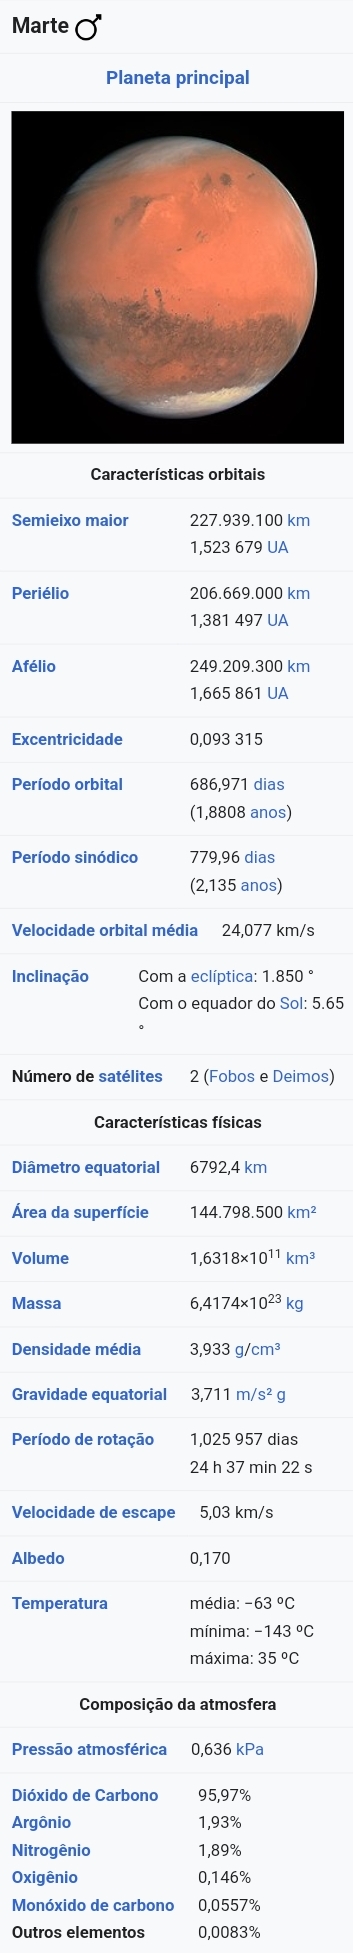 Marte ♂
Planeta principal
Características orbitais
Semieixo maior 227.939.100 km
1,523 679 UA
Periélio 206.669.000 km
1,381 497 UA
Afélio 249.209.300 km
1,665 861 UA
Excentricidade 0,093 315
Período orbital 686,971 dias
(1,8808 anos)
Período sinódico 779,96 dias
(2,135 anos)
Velocidade orbital média 24,077 km/s
Inclinação Com a eclíptica: 1.850 °
Com o equador do Sol: 5.65
°
Número de satélites 2 (Fobos e Deimos)
Características físicas
Diâmetro equatorial 6792,4 km
Área da superfície 144.798.500 km²
Volume 1,6318×10¹¹ km³
Massa 6,4174×10²³ kg
Densidade média 3,933 g/cm³
Gravidade equatorial 3,711 m/s² g
Período de rotação 1,025 957 dias
24 h 37 min 22 s
Velocidade de escape 5,03 km/s
Albedo 0,170
Temperatura média: −63 ºC
mínima: −143 ºC
máxima: 35 ºC
Composição da atmosfera
Pressão atmosférica 0,636 kPa
Dióxido de Carbono 95,97%
Argônio 1,93%
Nitrogênio 1,89%
Oxigênio 0,146%
Monóxido de carbono 0,0557%
Outros elementos 0,0083%